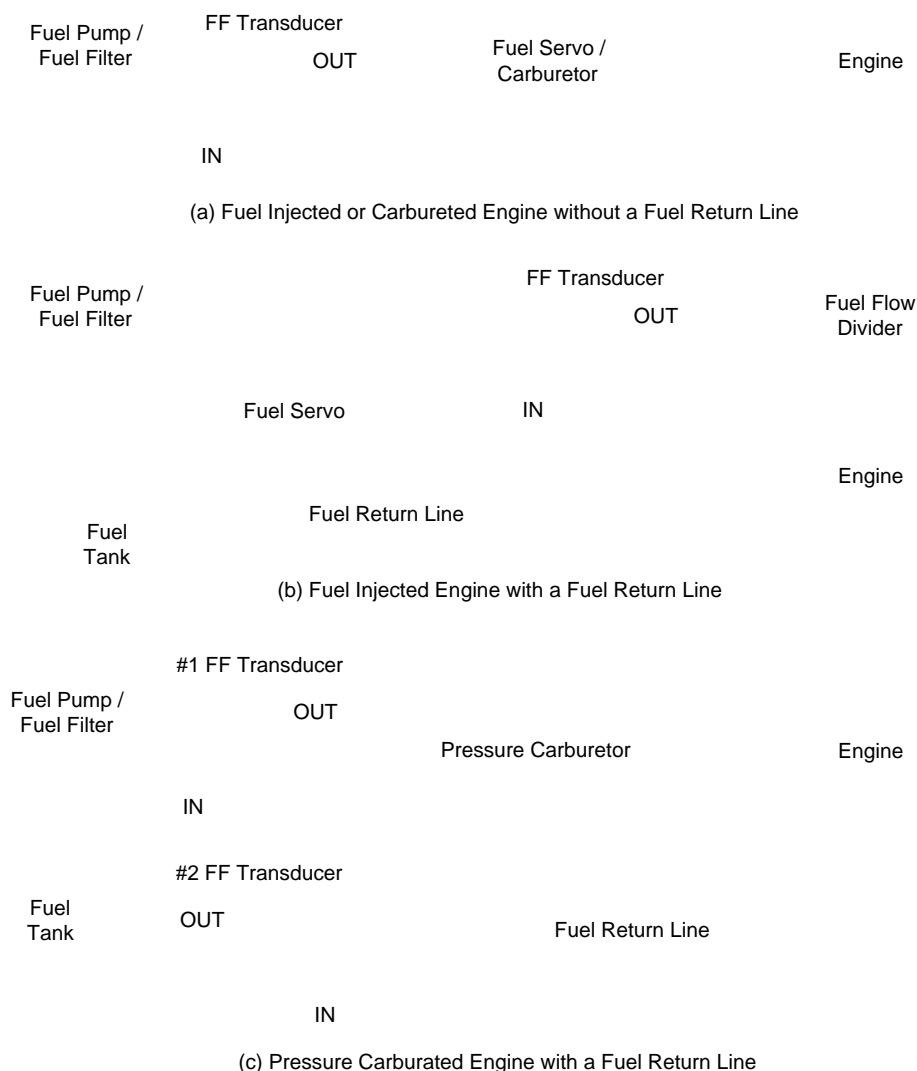 FF Transducer
Fuel Pump /
Fuel Filter
OUT
Fuel Servo /
Carburetor
Engine
IN
(a) Fuel Injected or Carbureted Engine without a Fuel Return Line
FF Transducer
Fuel Pump /
Fuel Filter
OUT
Fuel Flow
Divider
Fuel Servo
IN
Engine
Fuel Return Line
Fuel
Tank
(b) Fuel Injected Engine with a Fuel Return Line
#1 FF Transducer
Fuel Pump /
Fuel Filter
OUT
Pressure Carburetor
Engine
IN
#2 FF Transducer
Fuel
Tank
OUT
Fuel Return Line
IN
(c) Pressure Carburated Engine with a Fuel Return Line